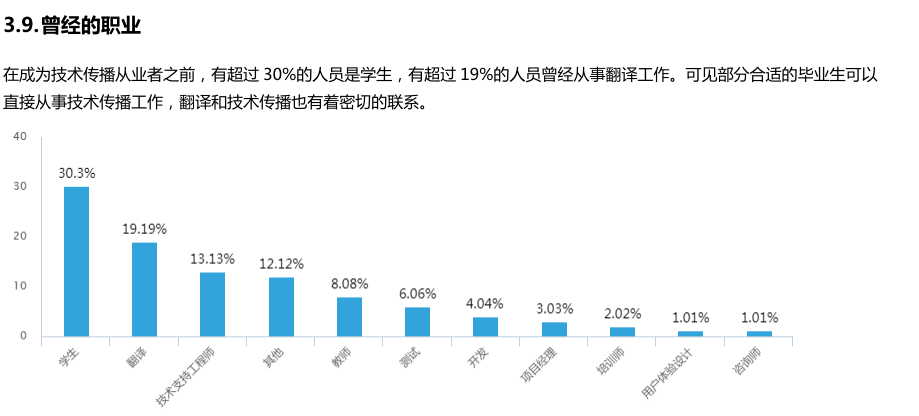 3.9.曾经的职业
在成为技术传播从业者之前，有超过 30%的人员是学生，有超过 19%的人员曾经从事翻译工作。可见部分合适的毕业生可以
直接从事技术传播工作，翻译和技术传播也有着密切的联系。
40
30
20
10
0
30.3%
19.19%
13.13%
12.12%
8.08%
6.06%
4.04%
3.03%
2.02%
1.01%
1.01%
学生
翻译
技术支持工程师
其他
教师
测试
开发
项目经理
培训师
用户体验设计
咨询师